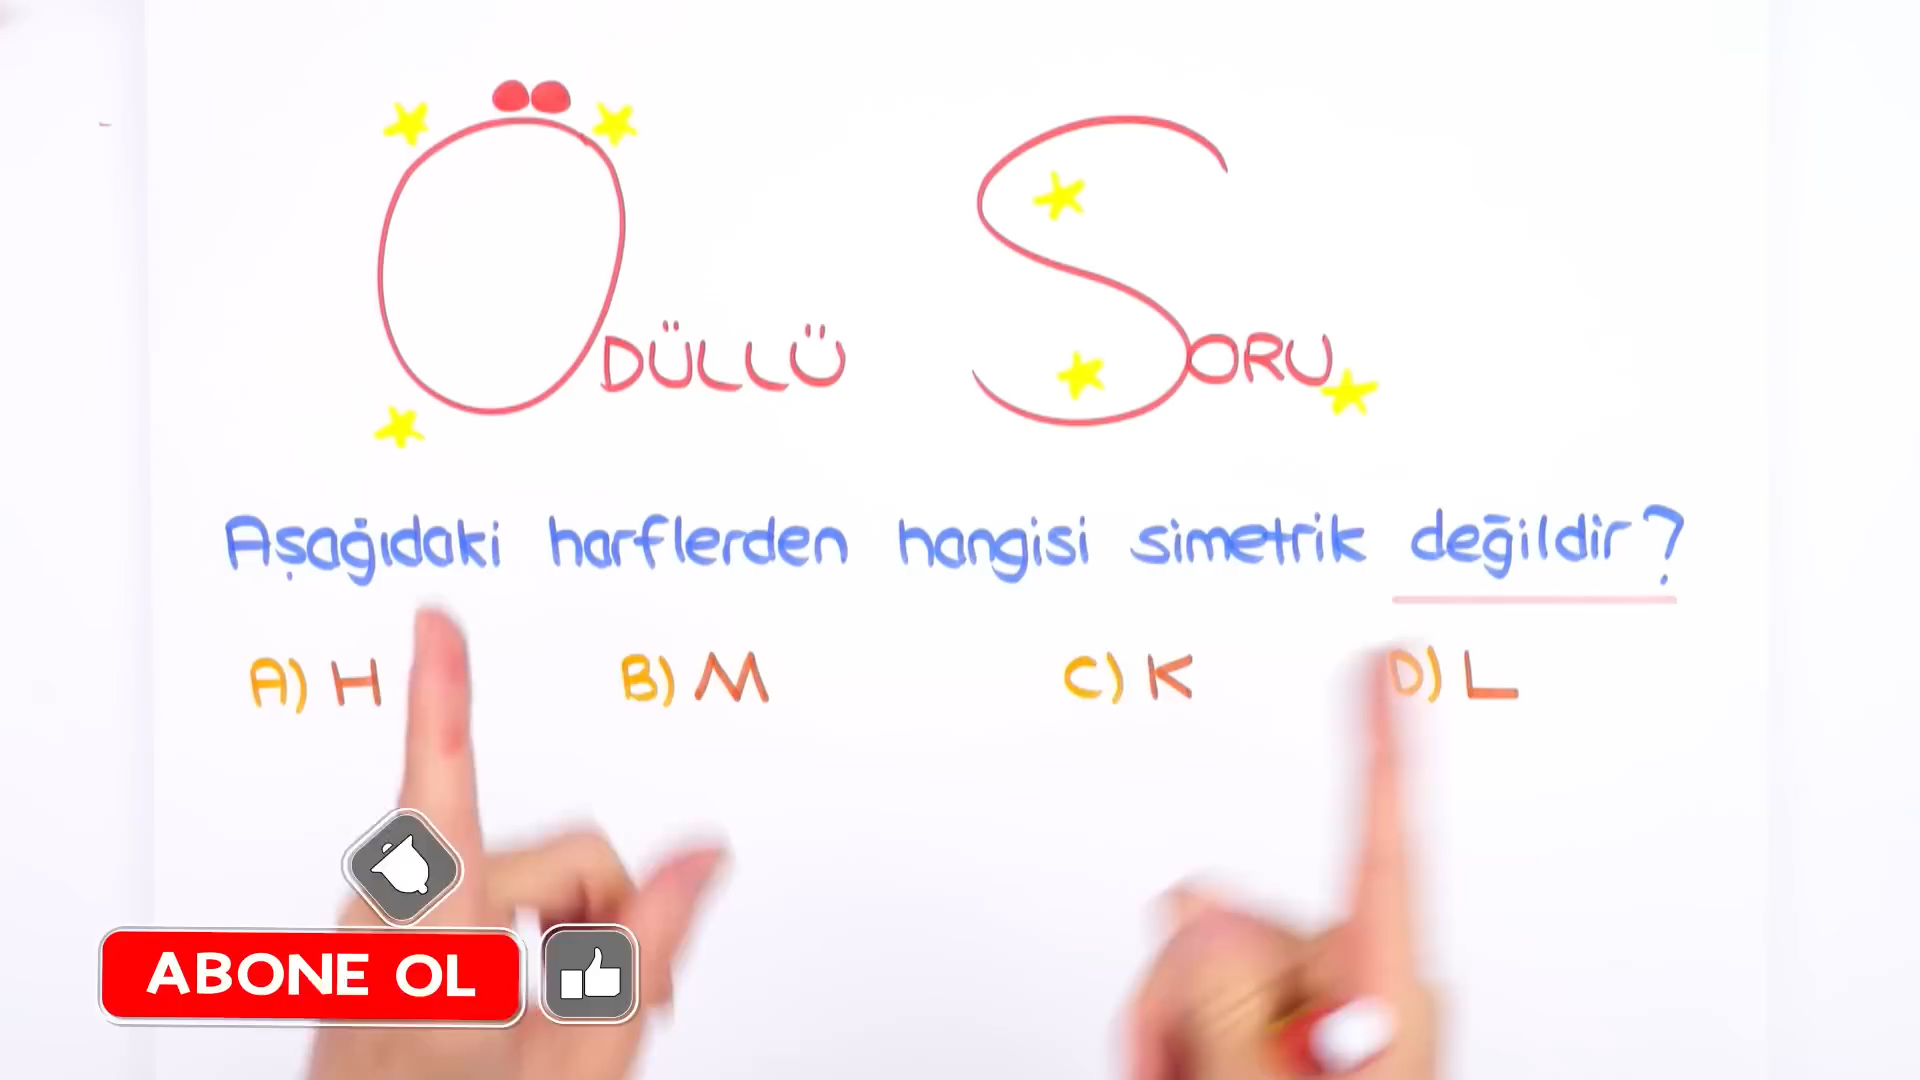 ÖDÜLLÜ SORU
Aşağıdaki harflerden hangisi simetrik değildir?
A) H B) M C) K D) L
ABONE OL